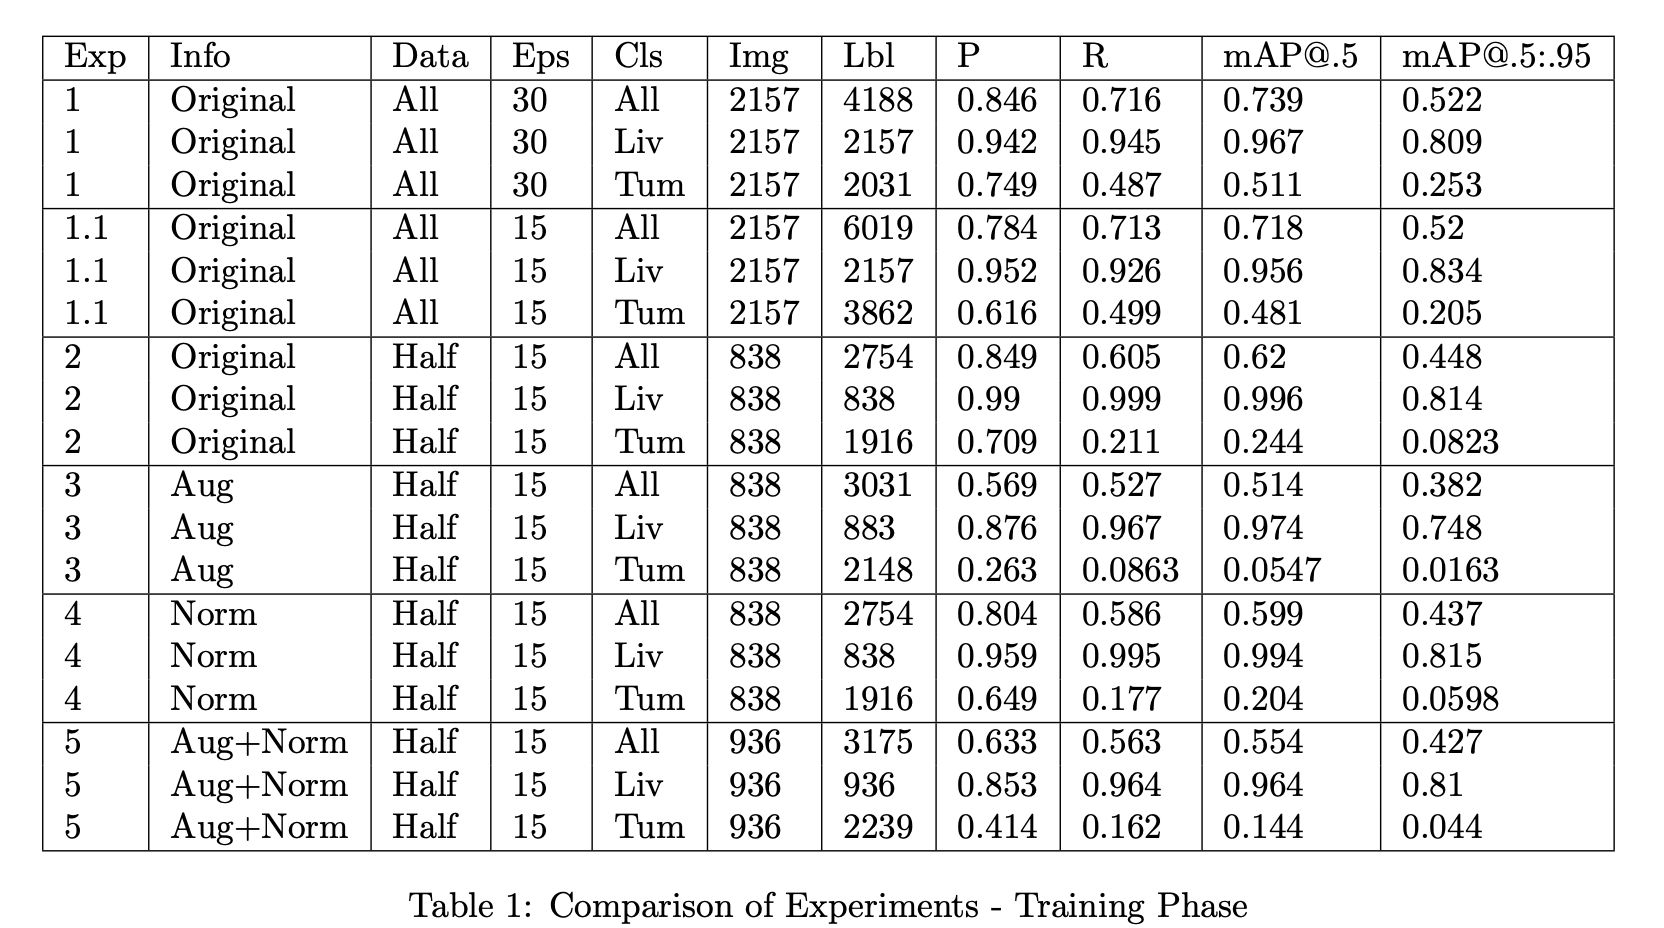 Exp Info Data Eps Cls Img Lbl P R mAP@.5 mAP@.5:.95
1 Original All 30 All 2157 4188 0.846 0.716 0.739 0.522
1 Original All 30 Liv 2157 2157 0.942 0.945 0.967 0.809
1 Original All 30 Tum 2157 2031 0.749 0.487 0.511 0.253
1.1 Original All 15 All 2157 6019 0.784 0.713 0.718 0.52
1.1 Original All 15 Liv 2157 2157 0.952 0.926 0.956 0.834
1.1 Original All 15 Tum 2157 3862 0.616 0.499 0.481 0.205
2 Original Half 15 All 838 2754 0.849 0.605 0.62 0.448
2 Original Half 15 Liv 838 838 0.99 0.999 0.996 0.814
2 Original Half 15 Tum 838 1916 0.709 0.211 0.244 0.0823
3 Aug Half 15 All 838 3031 0.569 0.527 0.514 0.382
3 Aug Half 15 Liv 838 883 0.876 0.967 0.974 0.748
3 Aug Half 15 Tum 838 2148 0.263 0.0863 0.0547 0.0163
4 Norm Half 15 All 838 2754 0.804 0.586 0.599 0.437
4 Norm Half 15 Liv 838 838 0.959 0.995 0.994 0.815
4 Norm Half 15 Tum 838 1916 0.649 0.177 0.204 0.0598
5 Aug+Norm Half 15 All 936 3175 0.633 0.563 0.554 0.427
5 Aug+Norm Half 15 Liv 936 936 0.853 0.964 0.964 0.81
5 Aug+Norm Half 15 Tum 936 2239 0.414 0.162 0.144 0.044
Table 1: Comparison of Experiments - Training Phase